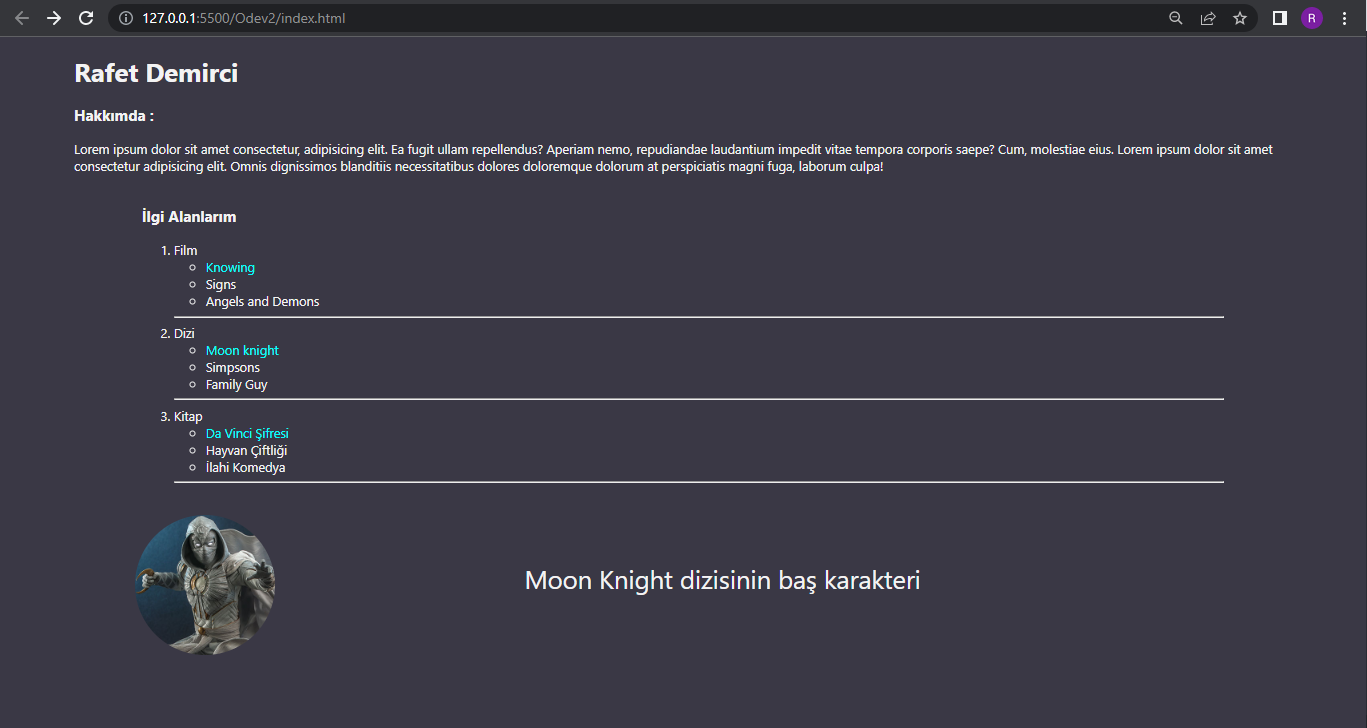 127.0.0.1:5500/Odev2/index.html
R
Rafet Demirci
Hakkımda :
Lorem ipsum dolor sit amet consectetur, adipisicing elit. Ea fugit ullam repellendus? Aperiam nemo, repudiandae laudantium impedit vitae tempora corporis saepe? Cum, molestiae eius. Lorem ipsum dolor sit amet
consectetur adipisicing elit. Omnis dignissimos blanditiis necessitatibus dolores doloremque dolorum at perspiciatis magni fuga, laborum culpa!
İlgi Alanlarım
1. Film
Knowing
Signs
Angels and Demons
2. Dizi
Moon knight
Simpsons
Family Guy
3. Kitap
Da Vinci Şifresi
Hayvan Çiftliği
İlahi Komedya
Moon Knight dizisinin baş karakteri